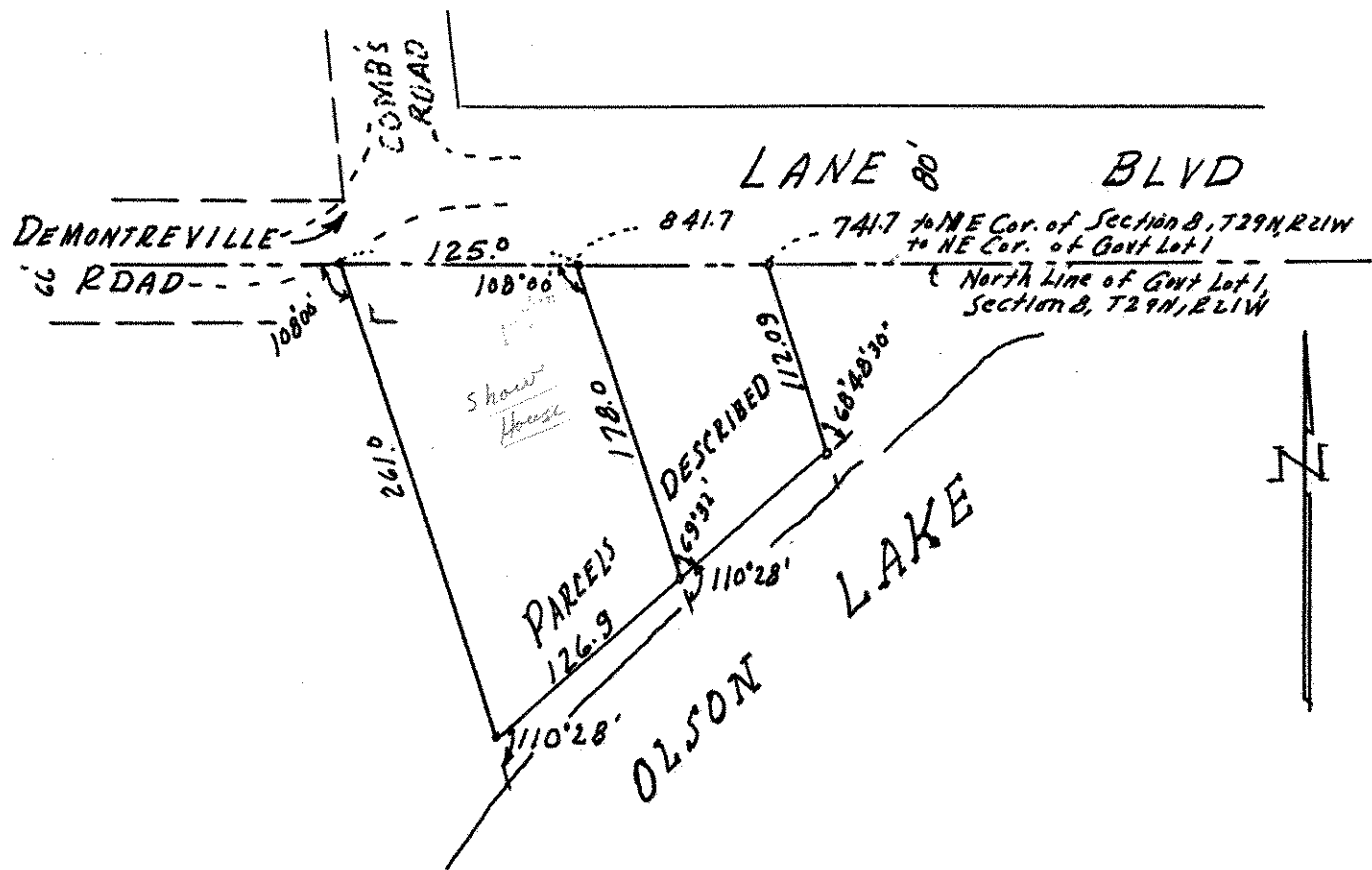 COMB'S
ROAD
LANE 80' BLVD
DEMONTREVILLE
66' ROAD
125.0
841.7
741.7 to NE Cor. of Section 8, T29N, R21W
to NE Cor. of Govt Lot 1
North Line of Govt Lot 1,
Section 8, T29N, R21W
108°00'
108°00'
show
House
261.0
178.0
112.09
68°48'30"
DESCRIBED
PARCELS
69°32'
110°28'
126.9
110°28'
OLSON
LAKE
N